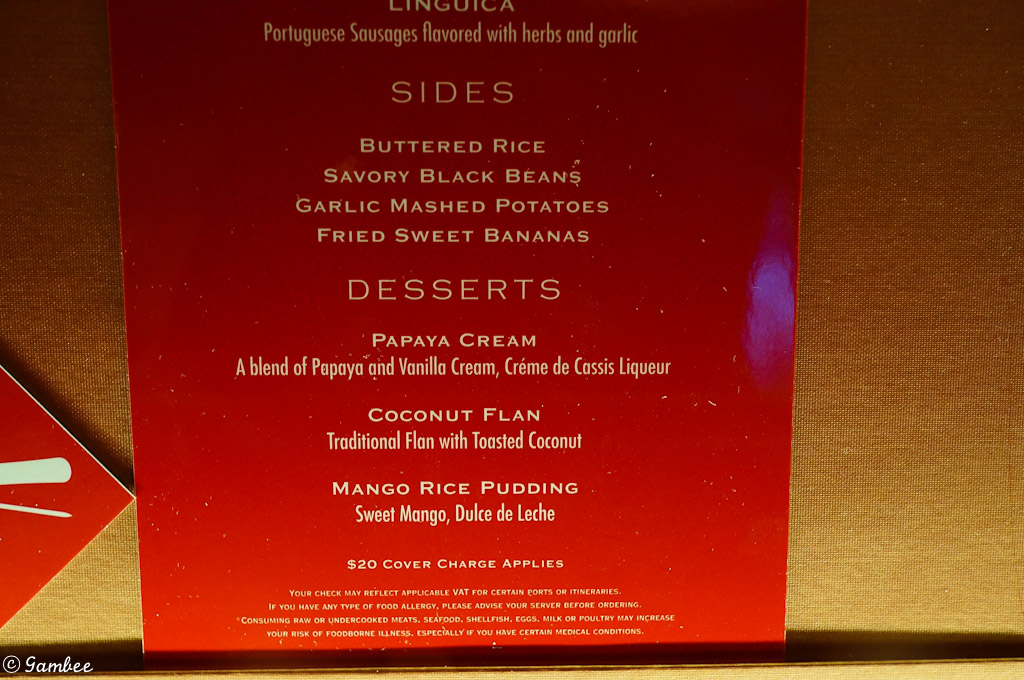 LINGUICA
Portuguese Sausages flavored with herbs and garlic
SIDES
BUTTERED RICE
SAVORY BLACK BEANS
GARLIC MASHED POTATOES
FRIED SWEET BANANAS
DESSERTS
PAPAYA CREAM
A blend of Papaya and Vanilla Cream, Créme de Cassis Liqueur
COCONUT FLAN
Traditional Flan with Toasted Coconut
MANGO RICE PUDDING
Sweet Mango, Dulce de Leche
$20 COVER CHARGE APPLIES
YOUR CHECK MAY REFLECT APPLICABLE VAT FOR CERTAIN PORTS OR ITINERARIES.
IF YOU HAVE ANY TYPE OF FOOD ALLERGY, PLEASE ADVISE YOUR SERVER BEFORE ORDERING.
*CONSUMING RAW OR UNDERCOOKED MEATS, SEAFOOD, SHELLFISH, EGGS, MILK OR POULTRY MAY INCREASE
YOUR RISK OF FOODBORNE ILLNESS, ESPECIALLY IF YOU HAVE CERTAIN MEDICAL CONDITIONS.
© Gambee